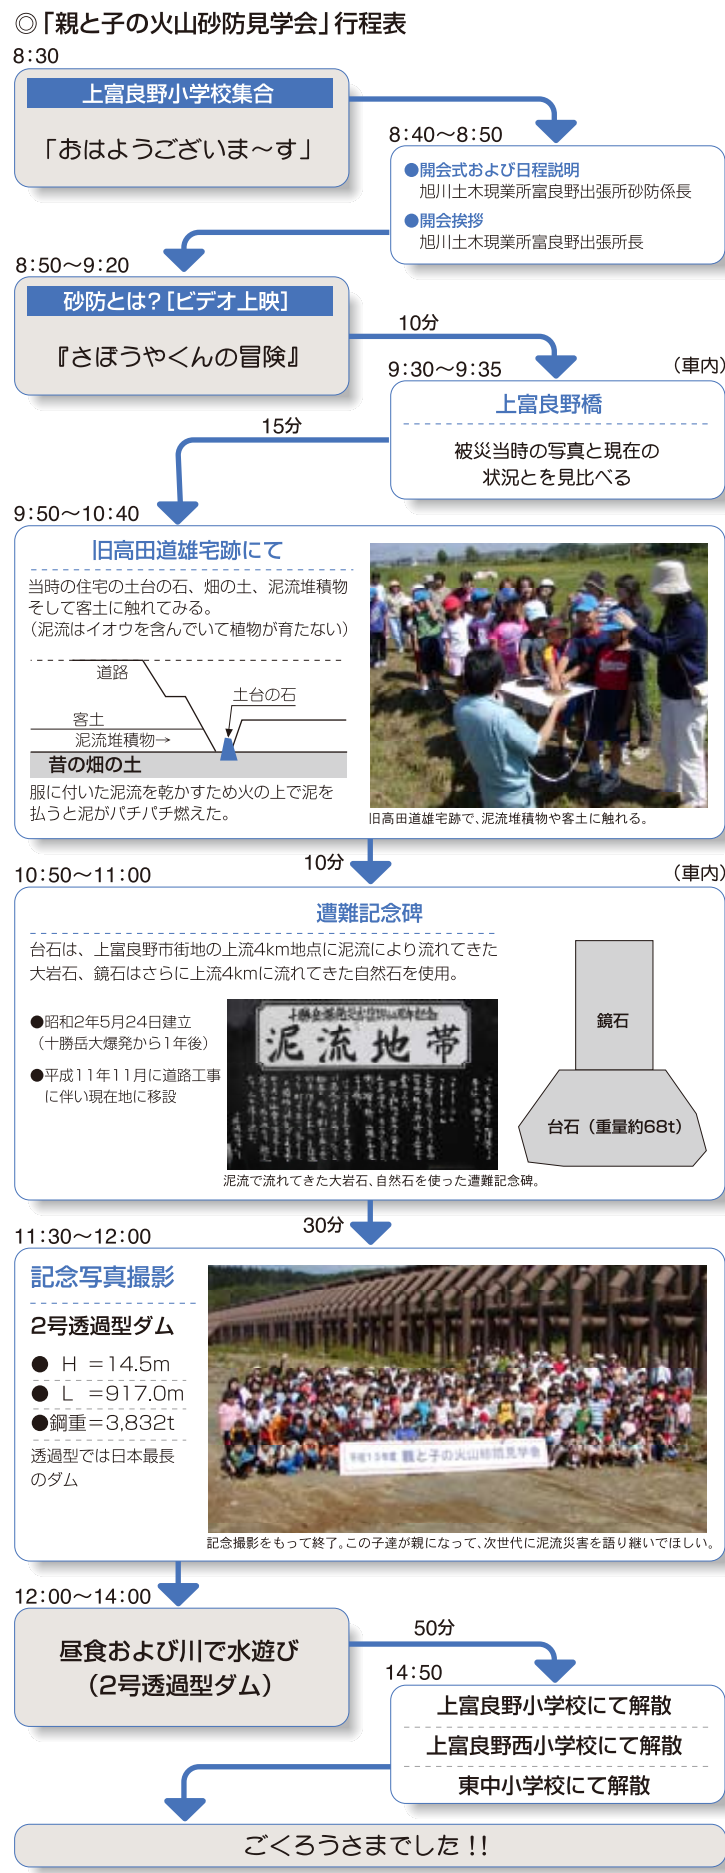 ◎「親と子の火山砂防見学会」行程表
8：30
上富良野小学校集合
「おはようございま～す」
8：40～8：50
●開会式および日程説明
旭川土木現業所富良野出張所砂防係長
●開会挨拶
旭川土木現業所富良野出張所長
8：50～9：20
砂防とは？［ビデオ上映］
『さぼうやくんの冒険』
10分
9：30～9：35
（車内）
上富良野橋
被災当時の写真と現在の
状況とを見比べる
15分
9：50～10：40
旧高田道雄宅跡にて
当時の住宅の土台の石、畑の土、泥流堆積物
そして客土に触れてみる。
（泥流はイオウを含んでいて植物が育たない）
道路
土台の石
客土
泥流堆積物→
昔の畑の土
服に付いた泥流を乾かすため火の上で泥を
払うと泥がパチパチ燃えた。
旧高田道雄宅跡で、泥流堆積物や客土に触れる。
10分
10：50～11：00
（車内）
遭難記念碑
台石は、上富良野市街地の上流4km地点に泥流により流れてきた
大岩石、鏡石はさらに上流4kmに流れてきた自然石を使用。
●昭和2年5月24日建立
（十勝岳大爆発から1年後）
●平成11年11月に道路工事
に伴い現在地に移設
泥流地帯
鏡石
台石（重量約68t）
泥流で流れてきた大岩石、自然石を使った遭難記念碑。
30分
11：30～12：00
記念写真撮影
2号透過型ダム
● H ＝14.5m
● L ＝917.0m
●鋼重＝3,832t
透過型では日本最長
のダム
平成13年度 親と子の火山砂防見学会
記念撮影をもって終了。この子達が親になって、次世代に泥流災害を語り継いでほしい。
12：00～14：00
昼食および川で水遊び
（2号透過型ダム）
50分
14：50
上富良野小学校にて解散
上富良野西小学校にて解散
東中小学校にて解散
ごくろうさまでした！！